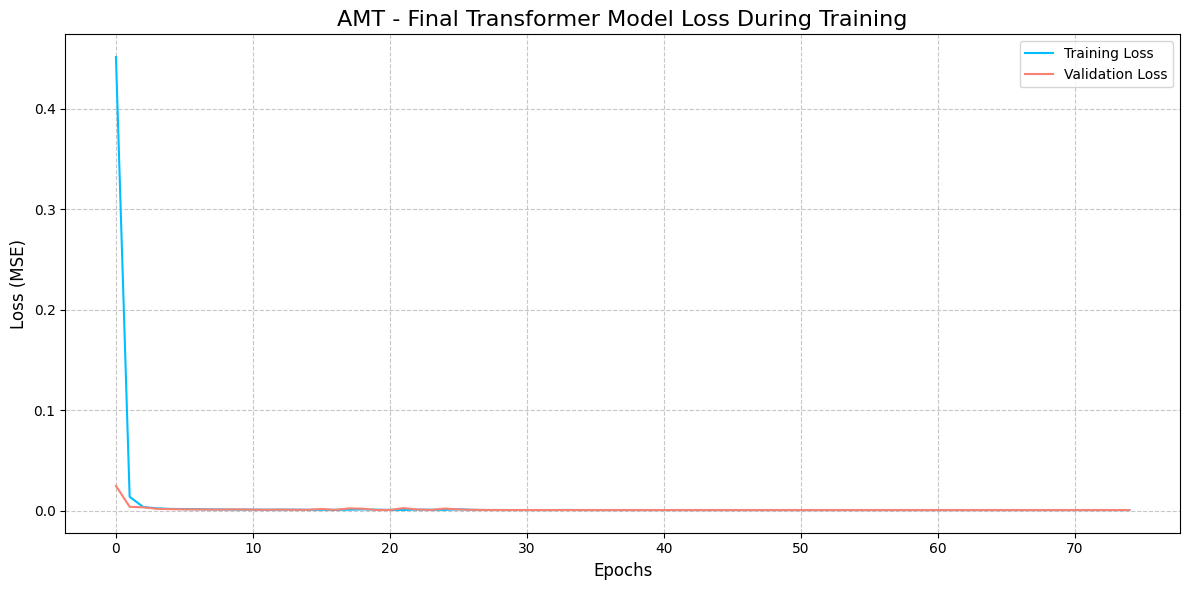 AMT - Final Transformer Model Loss During Training
Training Loss
Validation Loss
Loss (MSE)
0.4
0.3
0.2
0.1
0.0
0 10 20 30 40 50 60 70
Epochs